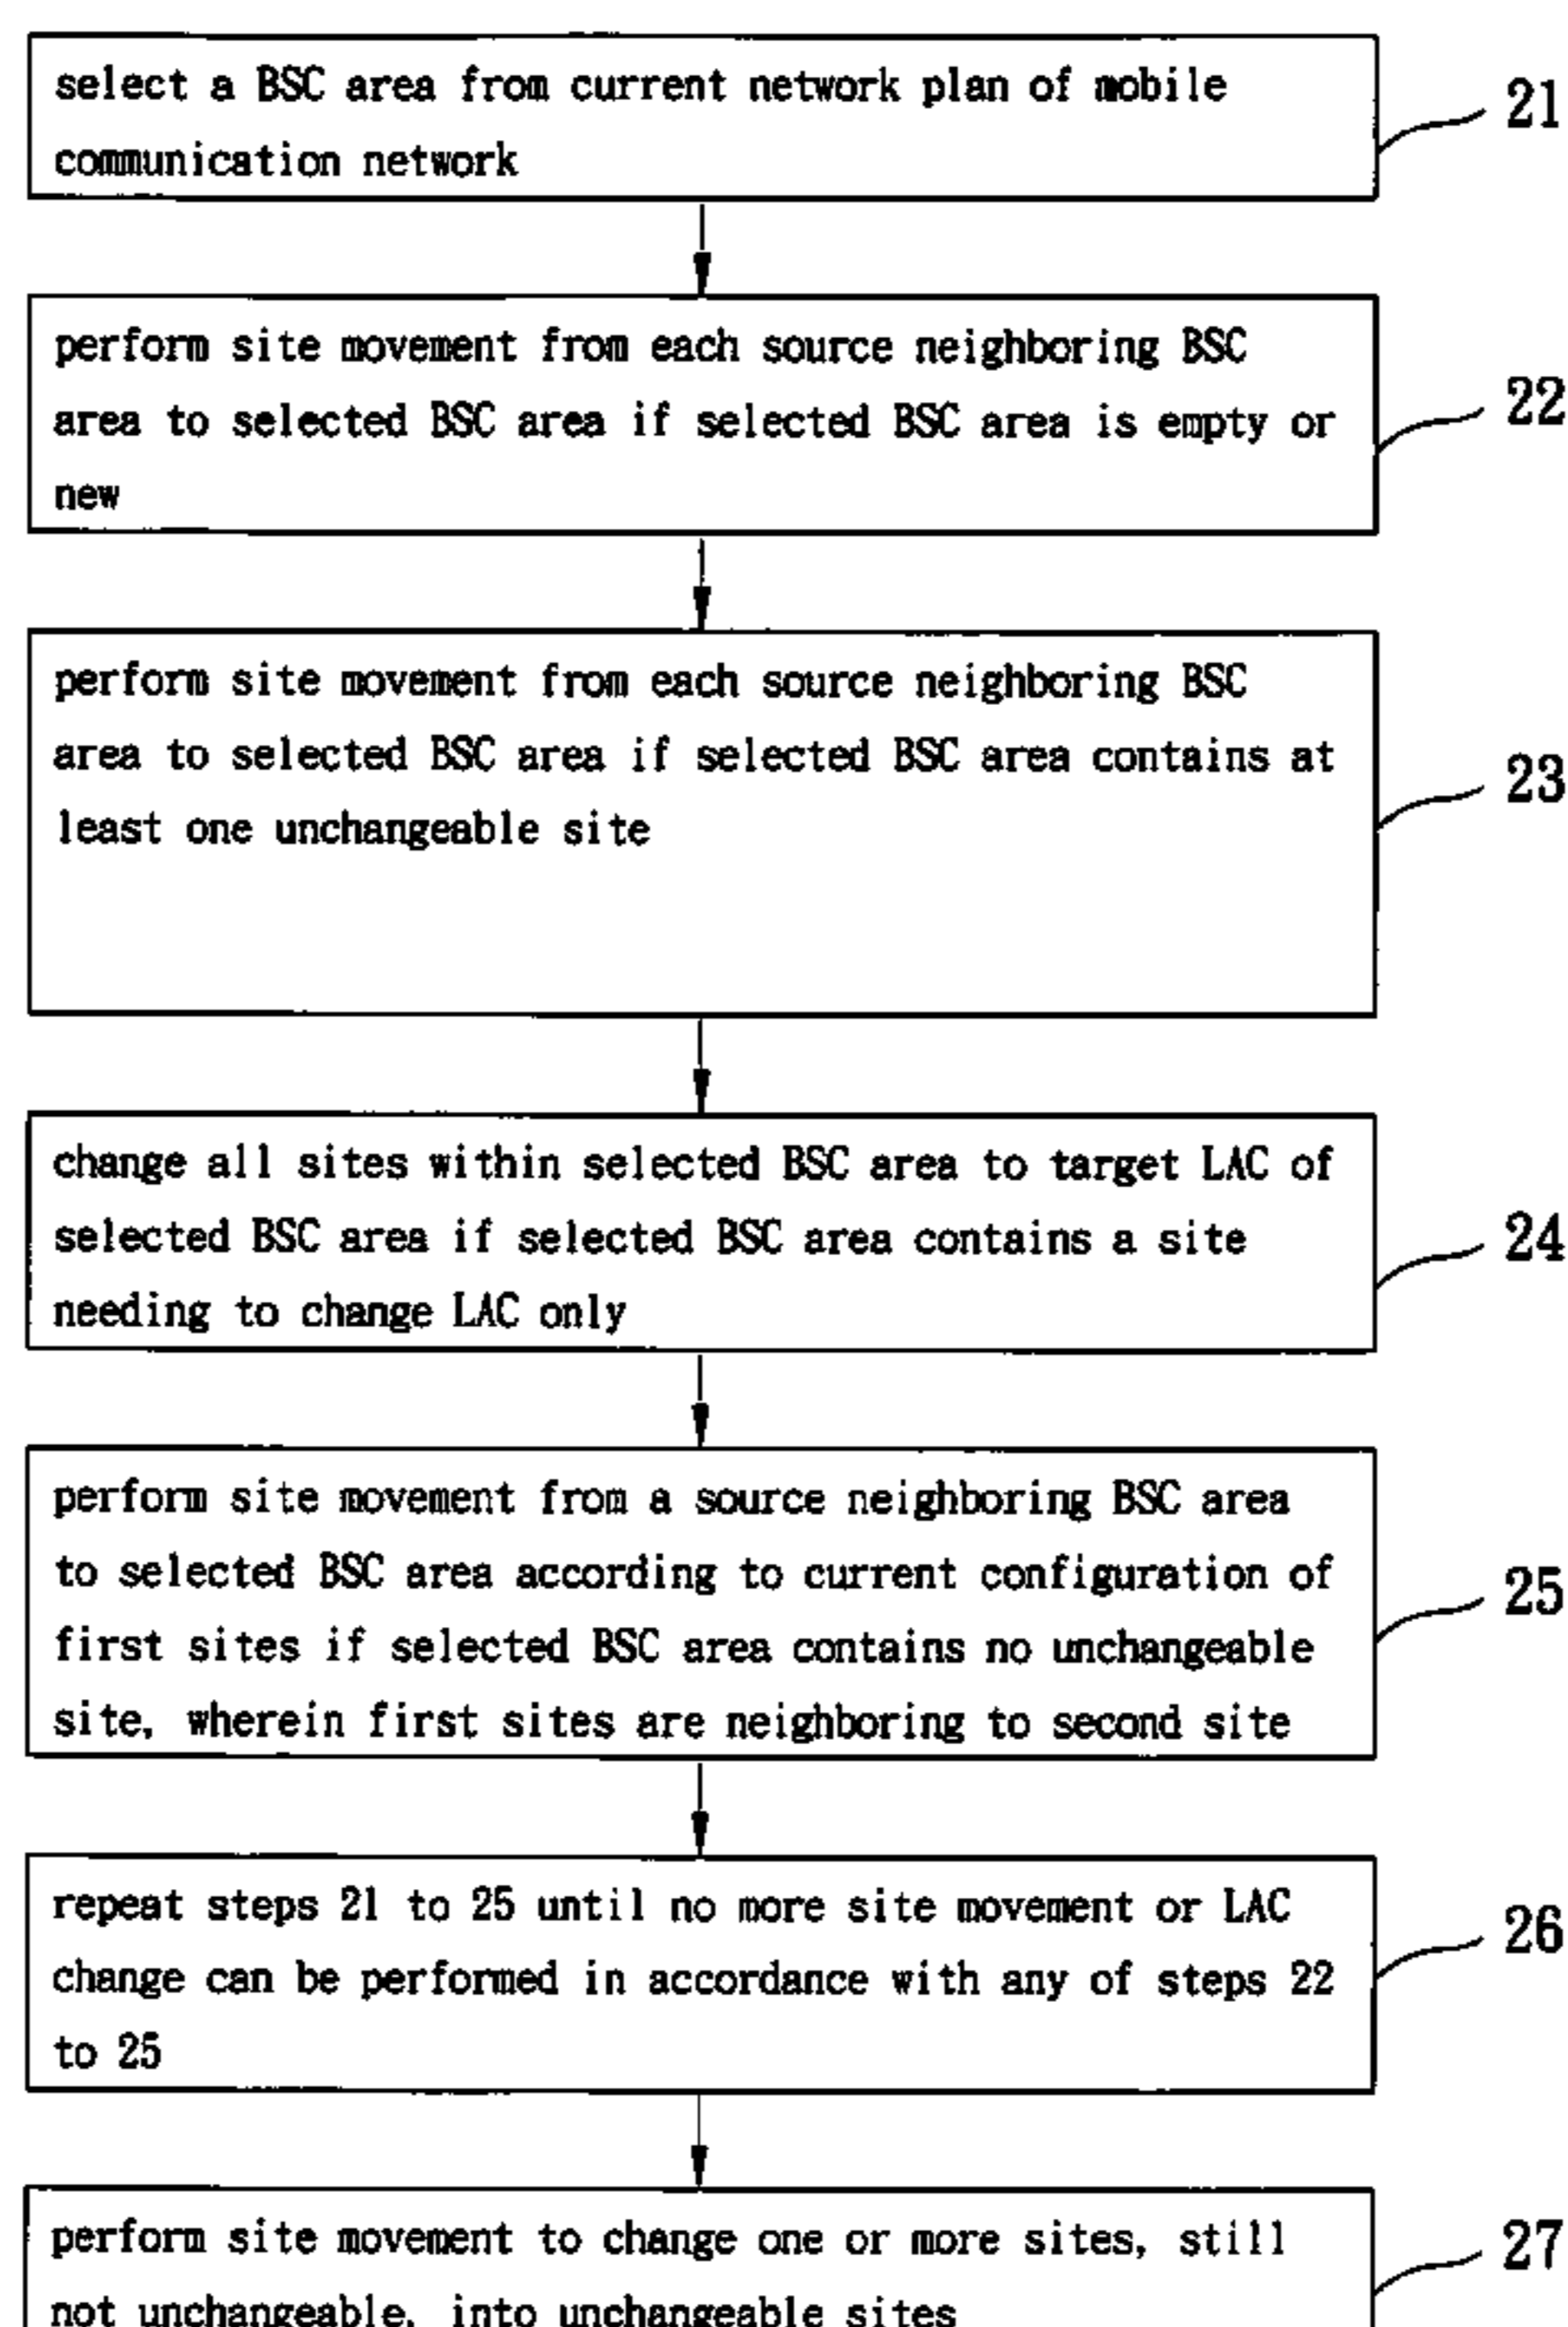 select a BSC area from current network plan of mobile
communication network
21
perform site movement from each source neighboring BSC
area to selected BSC area if selected BSC area is empty or
new
22
perform site movement from each source neighboring BSC
area to selected BSC area if selected BSC area contains at
least one unchangeable site
23
change all sites within selected BSC area to target LAC of
selected BSC area if selected BSC area contains a site
needing to change LAC only
24
perform site movement from a source neighboring BSC area
to selected BSC area according to current configuration of
first sites if selected BSC area contains no unchangeable
site, wherein first sites are neighboring to second site
25
repeat steps 21 to 25 until no more site movement or LAC
change can be performed in accordance with any of steps 22
to 25
26
perform site movement to change one or more sites, still
not unchangeable, into unchangeable sites
27